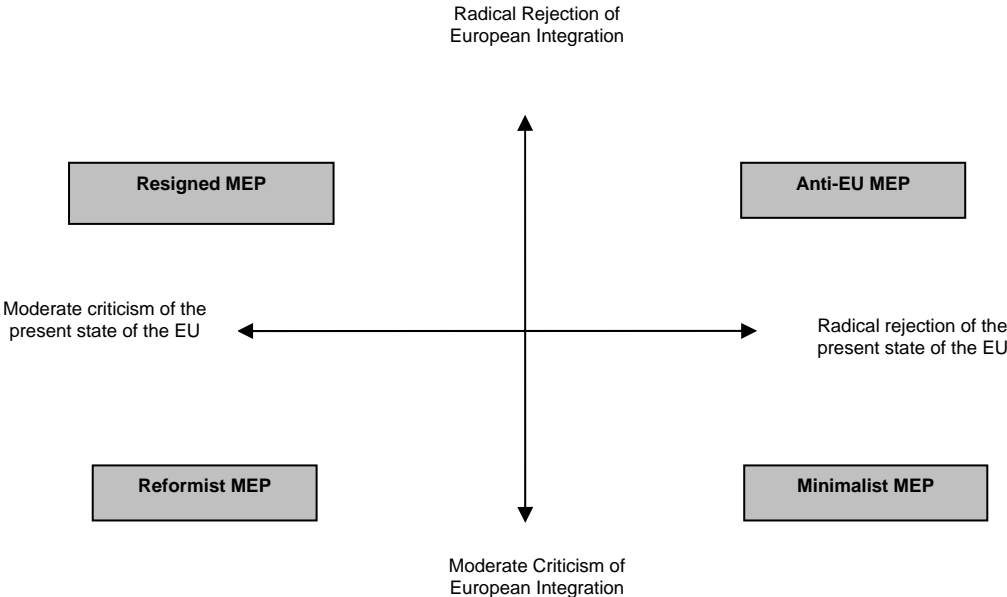 Radical Rejection of
European Integration
Resigned MEP
Anti-EU MEP
Moderate criticism of the
present state of the EU
Radical rejection of the
present state of the EU
Reformist MEP
Minimalist MEP
Moderate Criticism of
European Integration